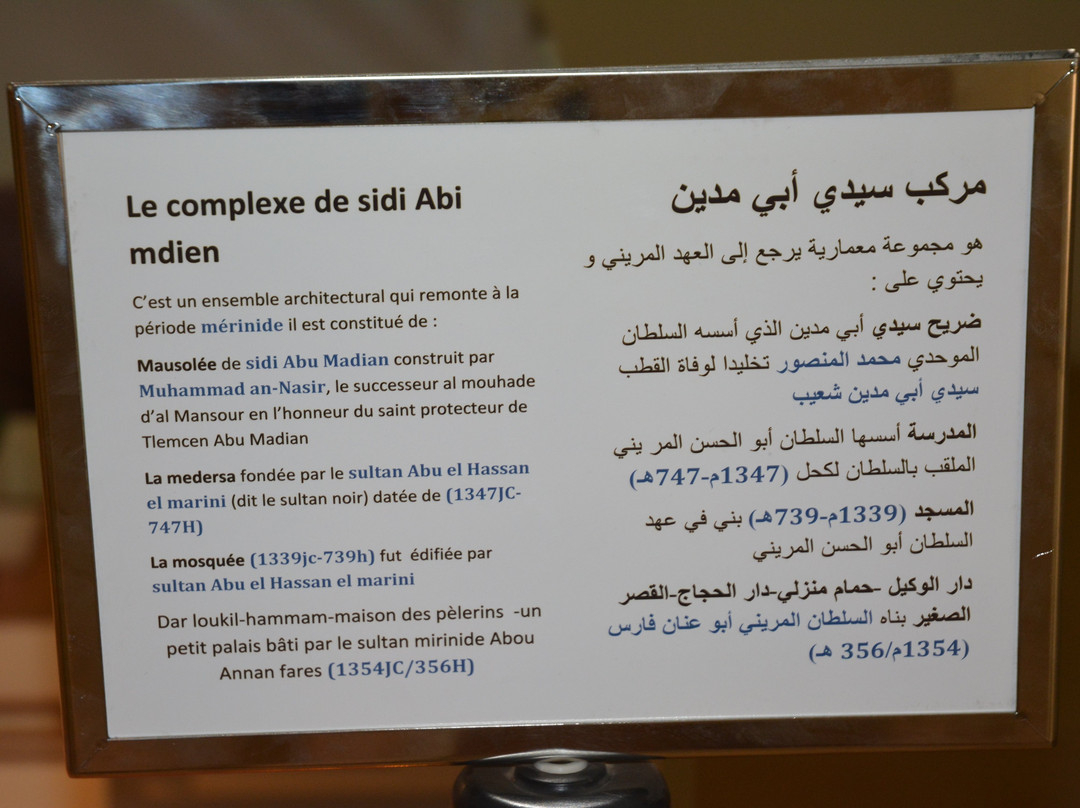 Le complexe de sidi Abi
mdien
C’est un ensemble architectural qui remonte à la
période mérinide il est constitué de :
Mausolée de sidi Abu Madian construit par
Muhammad an-Nasir, le successeur al mouhade
d’al Mansour en l’honneur du saint protecteur de
Tlemcen Abu Madian
La medersa fondée par le sultan Abu el Hassan
el marini (dit le sultan noir) datée de (1347JC-
747H)
La mosquée (1339jc-739h) fut édifiée par
sultan Abu el Hassan el marini
Dar loukil-hammam-maison des pèlerins -un
petit palais bâti par le sultan mirinide Abou
Annan fares (1354JC/356H)
مركب سيدي أبي مدين
هو مجموعة معمارية يرجع إلى العهد المريني و
يحتوي على :
ضريح سيدي أبي مدين الذي أسسه السلطان
الموحدي محمد المنصور تخليدا لوفاة القطب
سيدي أبي مدين شعيب
المدرسة أسسها السلطان أبو الحسن المر يني
الملقب بالسلطان لكحل (1347م-747هـ)
المسجد (1339م-739هـ) بني في عهد
السلطان أبو الحسن المريني
دار الوكيل -حمام منزلي-دار الحجاج-القصر
الصغير بناه السلطان المريني أبو عنان فارس
(1354م/356 هـ)